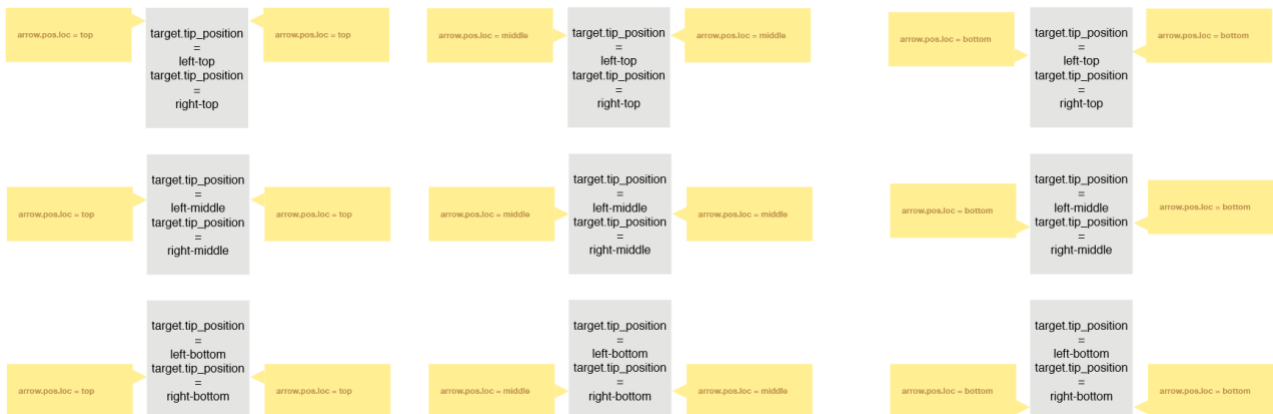 arrow.pos.loc = top
target.tip_position
=
left-top
target.tip_position
=
right-top
arrow.pos.loc = top
arrow.pos.loc = middle
target.tip_position
=
left-top
target.tip_position
=
right-top
arrow.pos.loc = middle
arrow.pos.loc = bottom
target.tip_position
=
left-top
target.tip_position
=
right-top
arrow.pos.loc = bottom
arrow.pos.loc = top
target.tip_position
=
left-middle
target.tip_position
=
right-middle
arrow.pos.loc = top
arrow.pos.loc = middle
target.tip_position
=
left-middle
target.tip_position
=
right-middle
arrow.pos.loc = middle
arrow.pos.loc = bottom
target.tip_position
=
left-middle
target.tip_position
=
right-middle
arrow.pos.loc = bottom
arrow.pos.loc = top
target.tip_position
=
left-bottom
target.tip_position
=
right-bottom
arrow.pos.loc = top
arrow.pos.loc = middle
target.tip_position
=
left-bottom
target.tip_position
=
right-bottom
arrow.pos.loc = middle
arrow.pos.loc = bottom
target.tip_position
=
left-bottom
target.tip_position
=
right-bottom
arrow.pos.loc = bottom